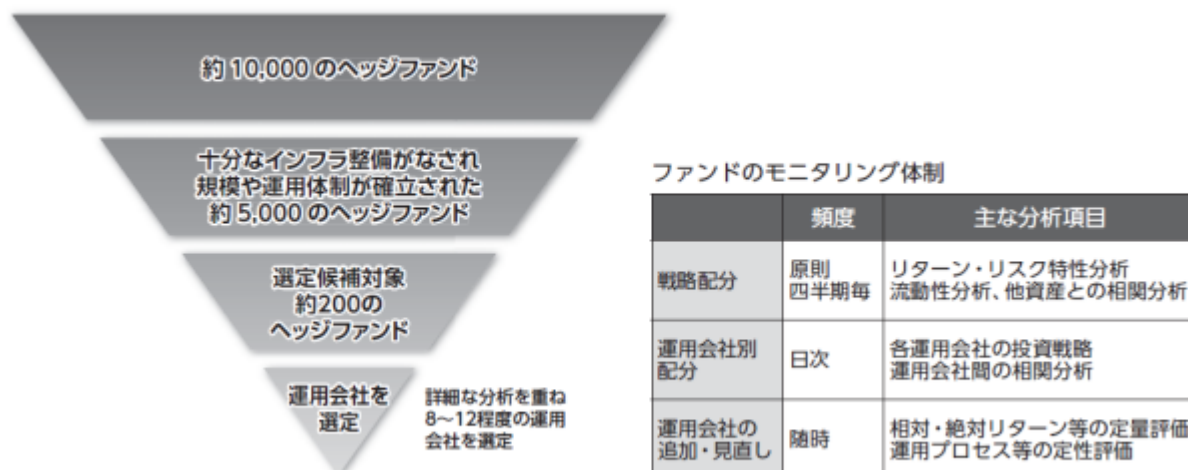 約 10,000 のヘッジファンド
十分なインフラ整備がなされ
規模や運用体制が確立された
約 5,000 のヘッジファンド
選定候補対象
約200の
ヘッジファンド
運用会社を
選定
詳細な分析を重ね
8〜12程度の運用
会社を選定
ファンドのモニタリング体制
頻度
主な分析項目
戦略配分
原則
四半期毎
リターン・リスク特性分析
流動性分析、他資産との相関分析
運用会社別
配分
日次
各運用会社の投資戦略
運用会社間の相関分析
運用会社の
追加・見直し
随時
相対・絶対リターン等の定量評価
運用プロセス等の定性評価